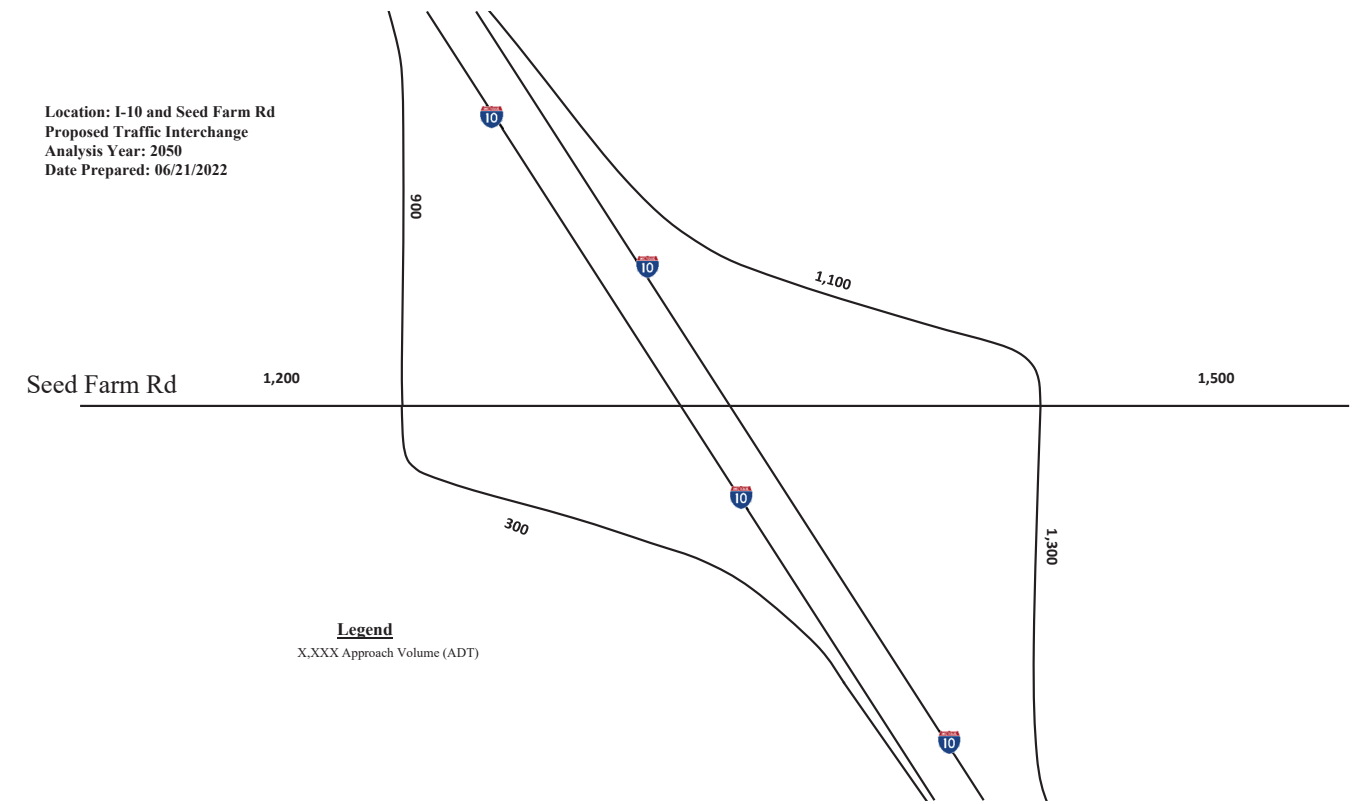 Location: I-10 and Seed Farm Rd
Proposed Traffic Interchange
Analysis Year: 2050
Date Prepared: 06/21/2022
10
900
10
1,100
Seed Farm Rd
1,200
1,500
10
300
1,300
Legend
X,XXX Approach Volume (ADT)
10